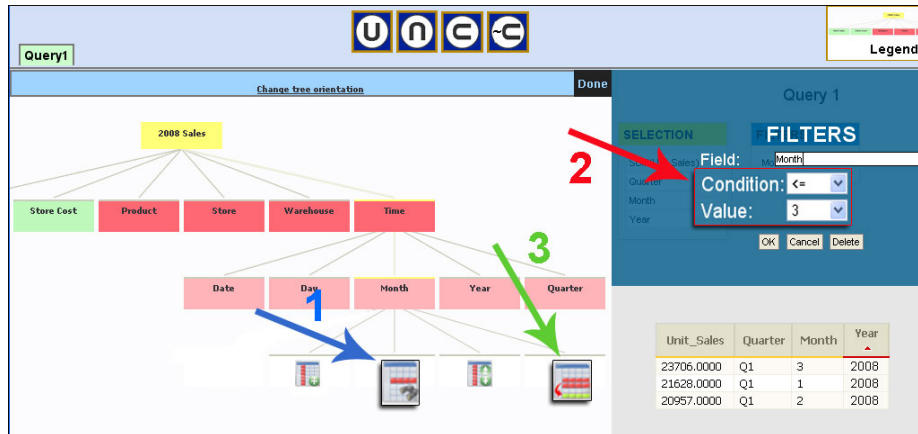 U N C ~C
Legend
Query1
Change tree orientation
Done
Query 1
2008 Sales
SELECTION
FILTERS
2
Field:
Month
Quarter
Condition:
<=
Month
Value:
3
Year
Store Cost
Product
Store
Warehouse
Time
OK
Cancel
Delete
3
Date
Day
Month
Year
Quarter
1
Unit_Sales
Quarter
Month
Year
23706.0000
Q1
3
2008
21628.0000
Q1
1
2008
20957.0000
Q1
2
2008